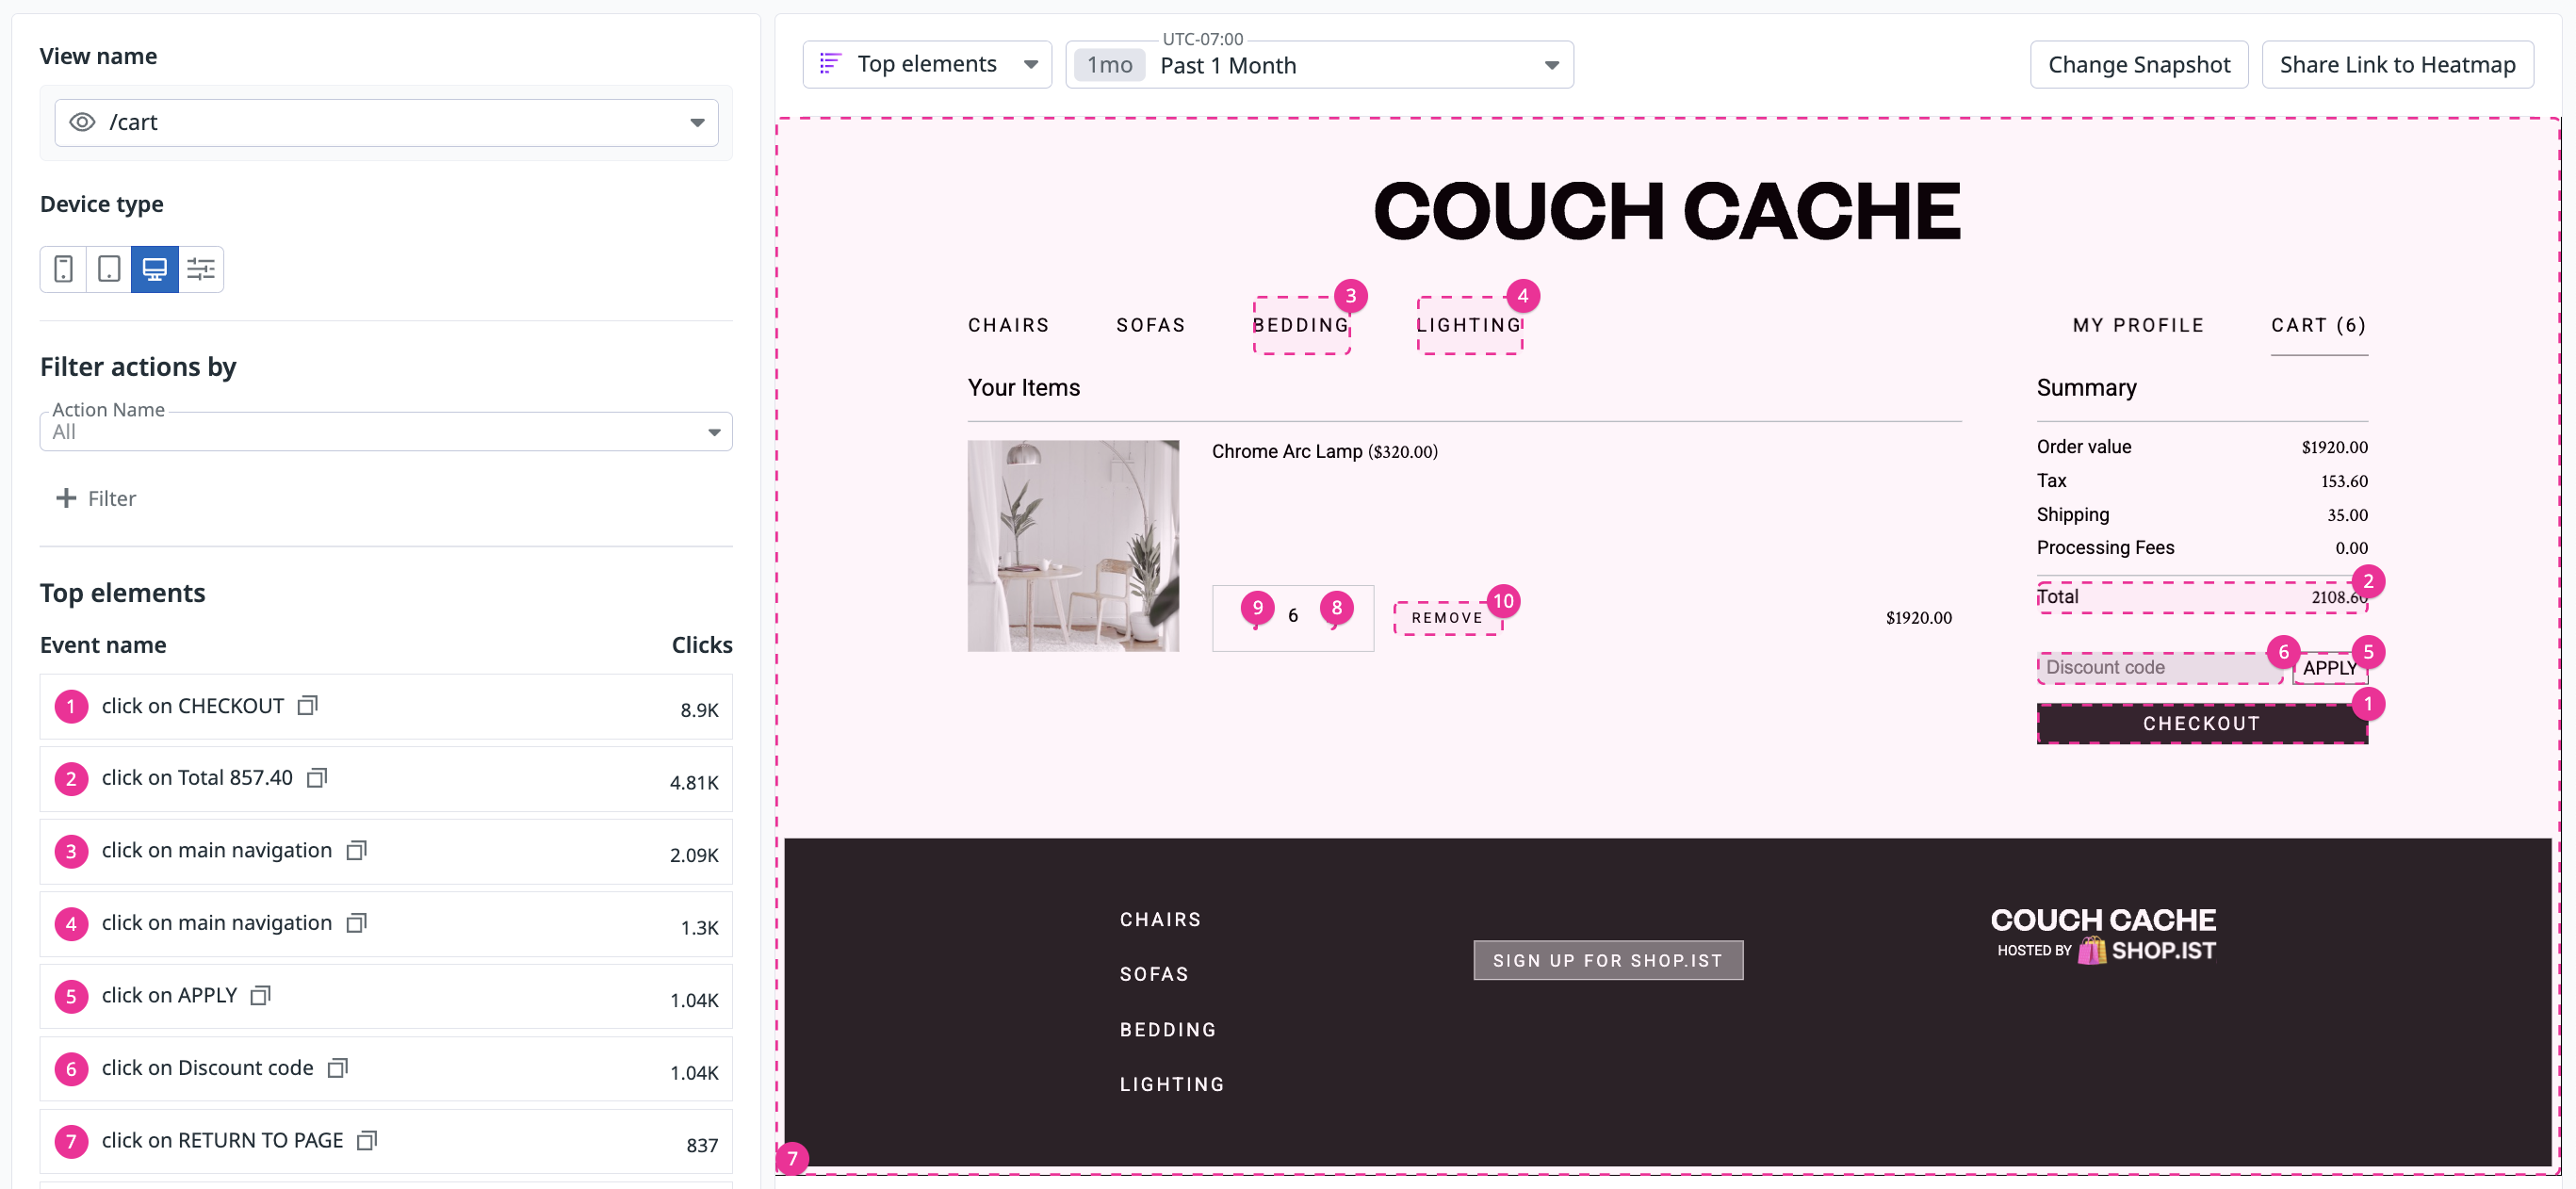 View name
/cart
Device type
Filter actions by
Action Name
All
Filter
Top elements
Event name Clicks
1 click on CHECKOUT 8.9K
2 click on Total 857.40 4.81K
3 click on main navigation 2.09K
4 click on main navigation 1.3K
5 click on APPLY 1.04K
6 click on Discount code 1.04K
7 click on RETURN TO PAGE 837
Top elements
UTC-07:00
1mo Past 1 Month
Change Snapshot
Share Link to Heatmap
COUCH CACHE
3 4
CHAIRS SOFAS BEDDING LIGHTING MY PROFILE CART (6)
Your Items
Chrome Arc Lamp ($320.00)
9 6 8
10
REMOVE
$1920.00
Summary
Order value $1920.00
Tax 153.60
Shipping 35.00
Processing Fees 0.00
2
Total 2108.60
6 5
Discount code APPLY
1
CHECKOUT
CHAIRS
SOFAS
BEDDING
LIGHTING
SIGN UP FOR SHOP.IST
COUCH CACHE
HOSTED BY SHOP.IST
7